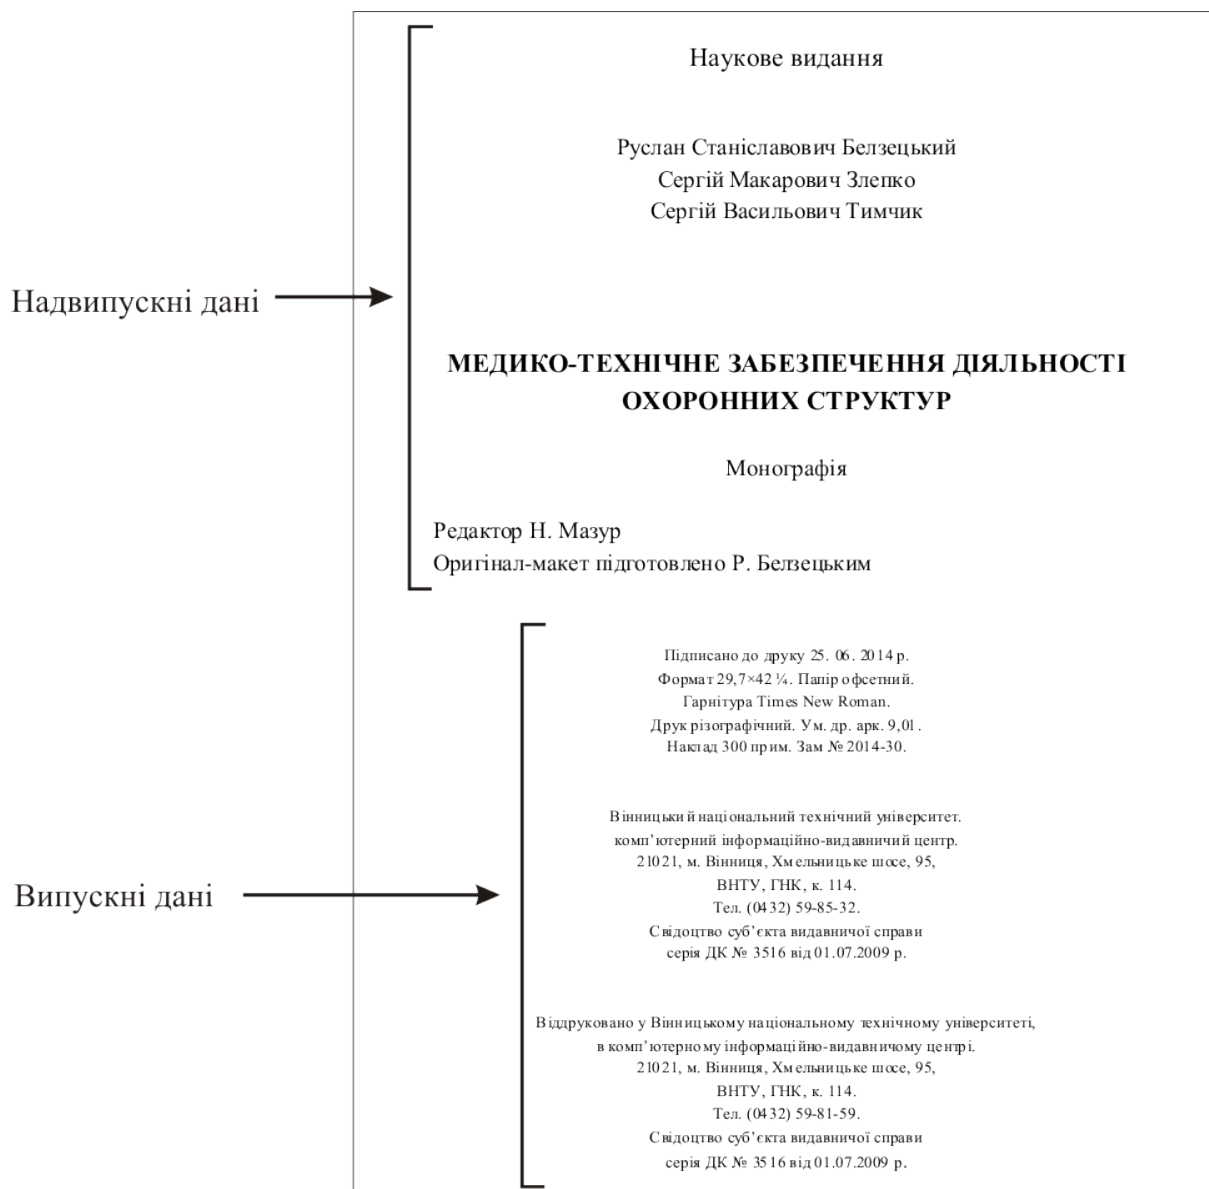 Наукове видання
Руслан Станіславович Белзецький
Сергій Макарович Злепко
Сергій Васильович Тимчик
Надвипускні дані
МЕДИКО-ТЕХНІЧНЕ ЗАБЕЗПЕЧЕННЯ ДІЯЛЬНОСТІ
ОХОРОННИХ СТРУКТУР
Монографія
Редактор Н. Мазур
Оригінал-макет підготовлено Р. Белзецьким
Підписано до друку 25. 06. 2014 р.
Формат 29,7×42 ¼. Папір офсетний.
Гарнітура Times New Roman.
Друк різографічний. Ум. др. арк. 9,01.
Наклад 300 прим. Зам № 2014-30.
Вінницький національний технічний університет.
комп’ютерний інформаційно-видавничий центр.
21021, м. Вінниця, Хмельницьке шосе, 95,
ВНТУ, ГНК, к. 114.
Тел. (0432) 59-85-32.
Свідоцтво суб’єкта видавничої справи
серія ДК № 3516 від 01.07.2009 р.
Випускні дані
Віддруковано у Вінницькому національному технічному університеті,
в комп’ютерному інформаційно-видавничому центрі.
21021, м. Вінниця, Хмельницьке шосе, 95,
ВНТУ, ГНК, к. 114.
Тел. (0432) 59-81-59.
Свідоцтво суб’єкта видавничої справи
серія ДК № 3516 від 01.07.2009 р.